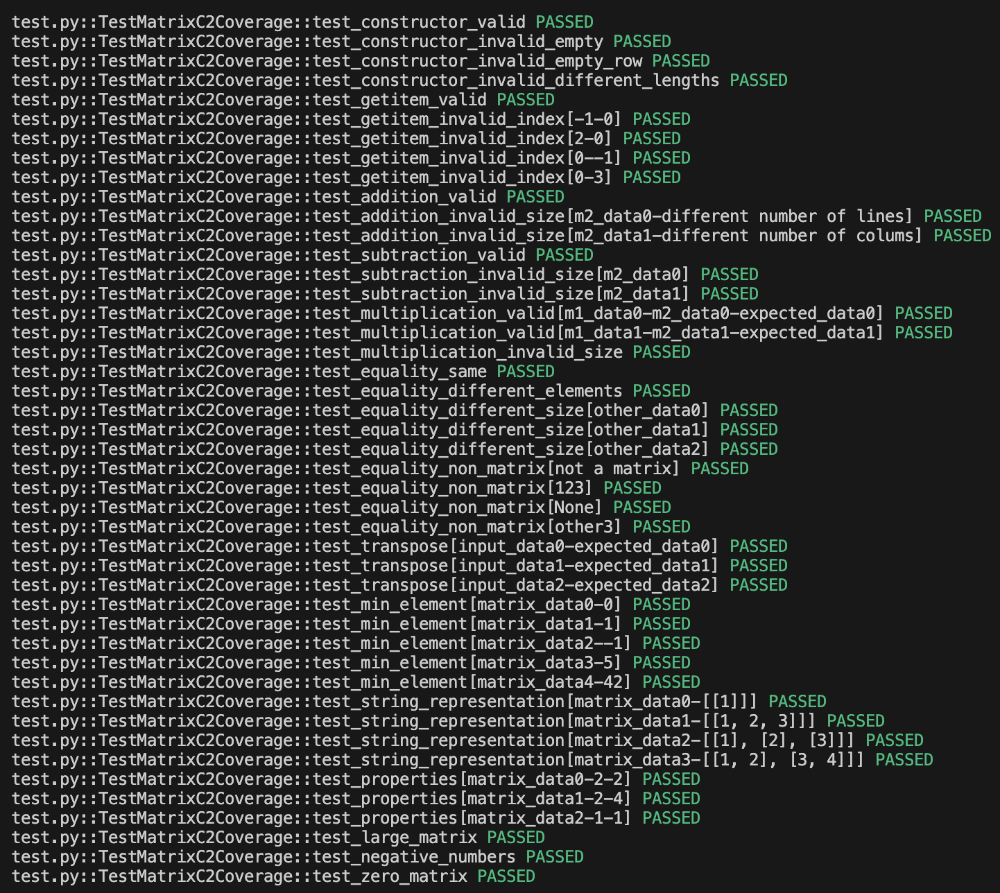 test.py::TestMatrixC2Coverage::test_constructor_valid PASSED
test.py::TestMatrixC2Coverage::test_constructor_invalid_empty PASSED
test.py::TestMatrixC2Coverage::test_constructor_invalid_empty_row PASSED
test.py::TestMatrixC2Coverage::test_constructor_invalid_different_lengths PASSED
test.py::TestMatrixC2Coverage::test_getitem_valid PASSED
test.py::TestMatrixC2Coverage::test_getitem_invalid_index[-1-0] PASSED
test.py::TestMatrixC2Coverage::test_getitem_invalid_index[2-0] PASSED
test.py::TestMatrixC2Coverage::test_getitem_invalid_index[0--1] PASSED
test.py::TestMatrixC2Coverage::test_getitem_invalid_index[0-3] PASSED
test.py::TestMatrixC2Coverage::test_addition_valid PASSED
test.py::TestMatrixC2Coverage::test_addition_invalid_size[m2_data0-different number of lines] PASSED
test.py::TestMatrixC2Coverage::test_addition_invalid_size[m2_data1-different number of colums] PASSED
test.py::TestMatrixC2Coverage::test_subtraction_valid PASSED
test.py::TestMatrixC2Coverage::test_subtraction_invalid_size[m2_data0] PASSED
test.py::TestMatrixC2Coverage::test_subtraction_invalid_size[m2_data1] PASSED
test.py::TestMatrixC2Coverage::test_multiplication_valid[m1_data0-m2_data0-expected_data0] PASSED
test.py::TestMatrixC2Coverage::test_multiplication_valid[m1_data1-m2_data1-expected_data1] PASSED
test.py::TestMatrixC2Coverage::test_multiplication_invalid_size PASSED
test.py::TestMatrixC2Coverage::test_equality_same PASSED
test.py::TestMatrixC2Coverage::test_equality_different_elements PASSED
test.py::TestMatrixC2Coverage::test_equality_different_size[other_data0] PASSED
test.py::TestMatrixC2Coverage::test_equality_different_size[other_data1] PASSED
test.py::TestMatrixC2Coverage::test_equality_different_size[other_data2] PASSED
test.py::TestMatrixC2Coverage::test_equality_non_matrix[not a matrix] PASSED
test.py::TestMatrixC2Coverage::test_equality_non_matrix[123] PASSED
test.py::TestMatrixC2Coverage::test_equality_non_matrix[None] PASSED
test.py::TestMatrixC2Coverage::test_equality_non_matrix[other3] PASSED
test.py::TestMatrixC2Coverage::test_transpose[input_data0-expected_data0] PASSED
test.py::TestMatrixC2Coverage::test_transpose[input_data1-expected_data1] PASSED
test.py::TestMatrixC2Coverage::test_transpose[input_data2-expected_data2] PASSED
test.py::TestMatrixC2Coverage::test_min_element[matrix_data0-0] PASSED
test.py::TestMatrixC2Coverage::test_min_element[matrix_data1-1] PASSED
test.py::TestMatrixC2Coverage::test_min_element[matrix_data2--1] PASSED
test.py::TestMatrixC2Coverage::test_min_element[matrix_data3-5] PASSED
test.py::TestMatrixC2Coverage::test_min_element[matrix_data4-42] PASSED
test.py::TestMatrixC2Coverage::test_string_representation[matrix_data0-[[1]]] PASSED
test.py::TestMatrixC2Coverage::test_string_representation[matrix_data1-[[1, 2, 3]]] PASSED
test.py::TestMatrixC2Coverage::test_string_representation[matrix_data2-[[1], [2], [3]]] PASSED
test.py::TestMatrixC2Coverage::test_string_representation[matrix_data3-[[1, 2], [3, 4]]] PASSED
test.py::TestMatrixC2Coverage::test_properties[matrix_data0-2-2] PASSED
test.py::TestMatrixC2Coverage::test_properties[matrix_data1-2-4] PASSED
test.py::TestMatrixC2Coverage::test_properties[matrix_data2-1-1] PASSED
test.py::TestMatrixC2Coverage::test_large_matrix PASSED
test.py::TestMatrixC2Coverage::test_negative_numbers PASSED
test.py::TestMatrixC2Coverage::test_zero_matrix PASSED